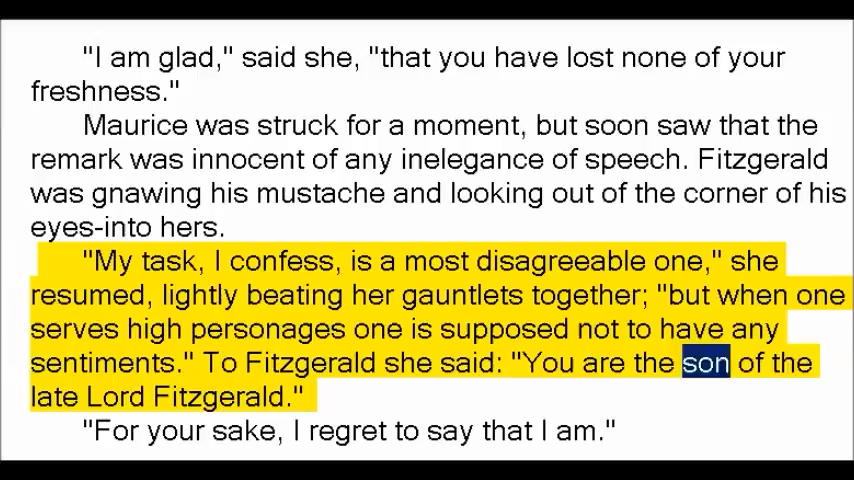 "I am glad," said she, "that you have lost none of your
freshness."
Maurice was struck for a moment, but soon saw that the
remark was innocent of any inelegance of speech. Fitzgerald
was gnawing his mustache and looking out of the corner of his
eyes-into hers.
"My task, I confess, is a most disagreeable one," she
resumed, lightly beating her gauntlets together; "but when one
serves high personages one is supposed not to have any
sentiments." To Fitzgerald she said: "You are the son of the
late Lord Fitzgerald."
"For your sake, I regret to say that I am."